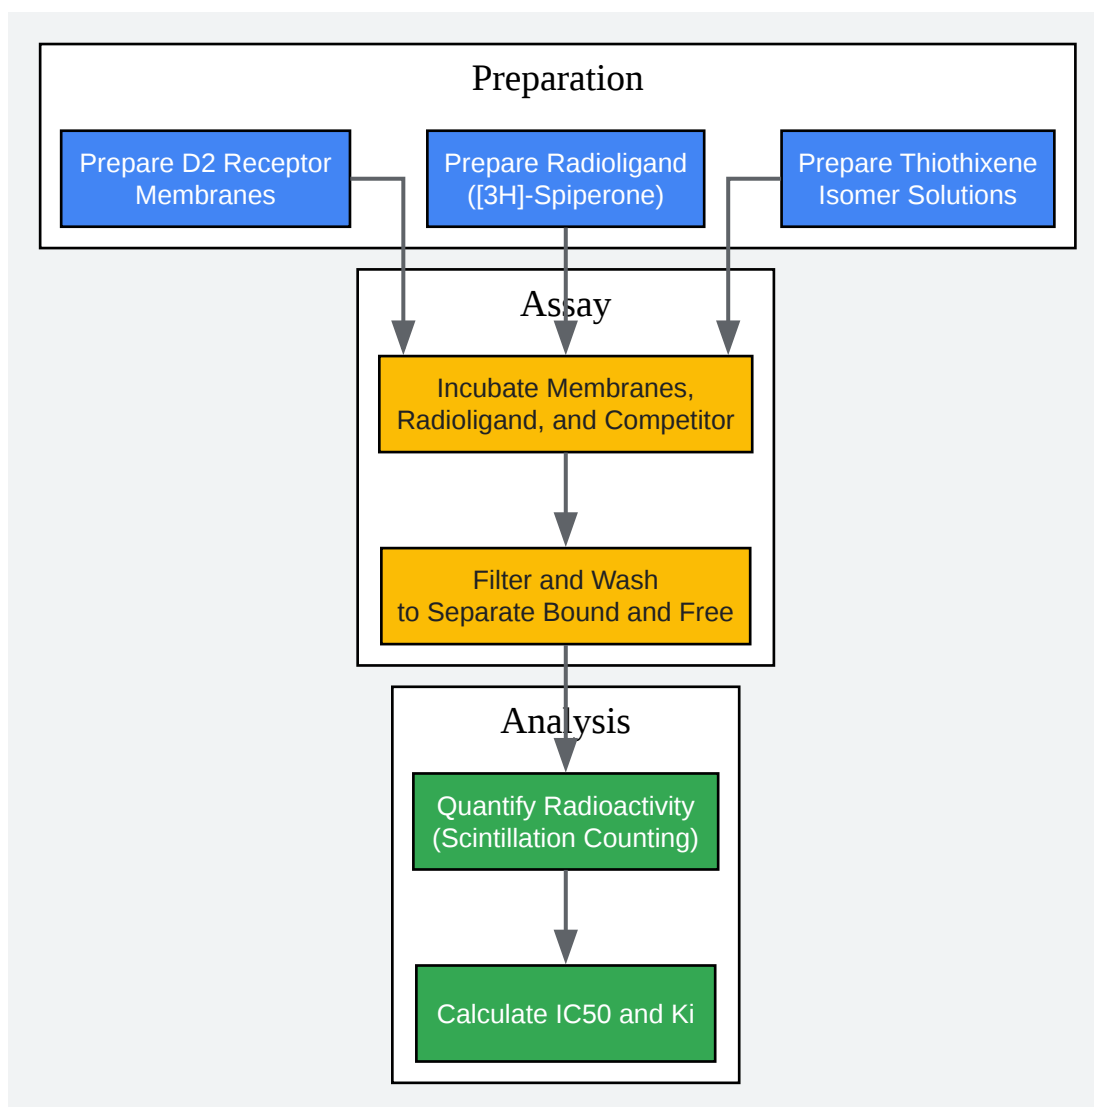 Preparation
Prepare D2 Receptor
Membranes
Prepare Radioligand
([3H]-Spiperone)
Prepare Thiothixene
Isomer Solutions
Assay
Incubate Membranes,
Radioligand, and Competitor
Filter and Wash
to Separate Bound and Free
Analysis
Quantify Radioactivity
(Scintillation Counting)
Calculate IC50 and Ki